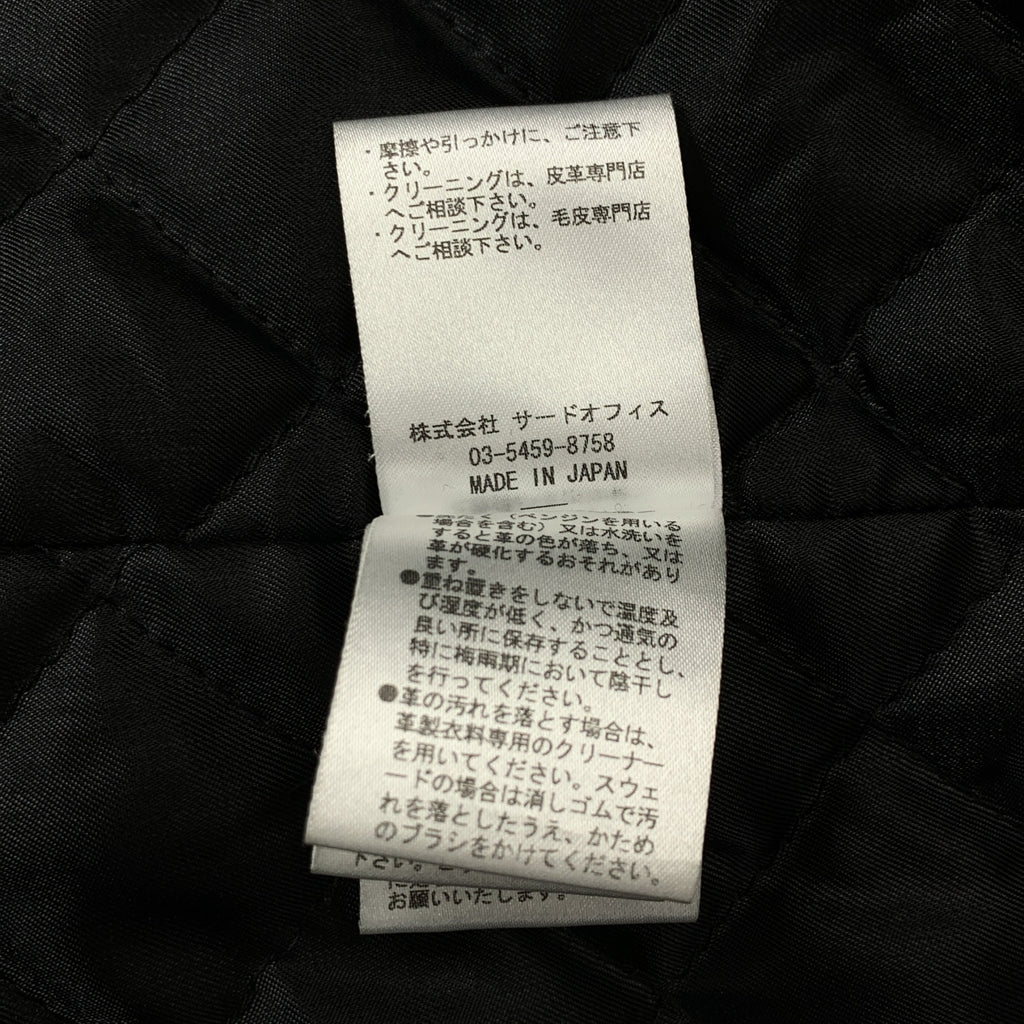 ・摩擦や引っかけに、ご注意下
さい。
・クリーニングは、皮革専門店
へご相談下さい。
・クリーニングは、毛皮専門店
へご相談下さい。
株式会社 サードオフィス
03-5459-8758
MADE IN JAPAN
(ベンジンを用いる
場合を含む)又は水洗いを
すると革の色が落ち、又は
革が硬化するおそれがあり
ます。
●重ね置きをしないで温度及
び湿度が低く、かつ通気の
良い所に保存することとし、
特に梅雨期において陰干し
を行ってください。
●革の汚れを落とす場合は、
革製衣料専用のクリーナー
を用いてください。スウェ
ードの場合は消しゴムで汚
れを落としたうえ、かため
のブラシをかけてください。
下さい。
お願いいたします。